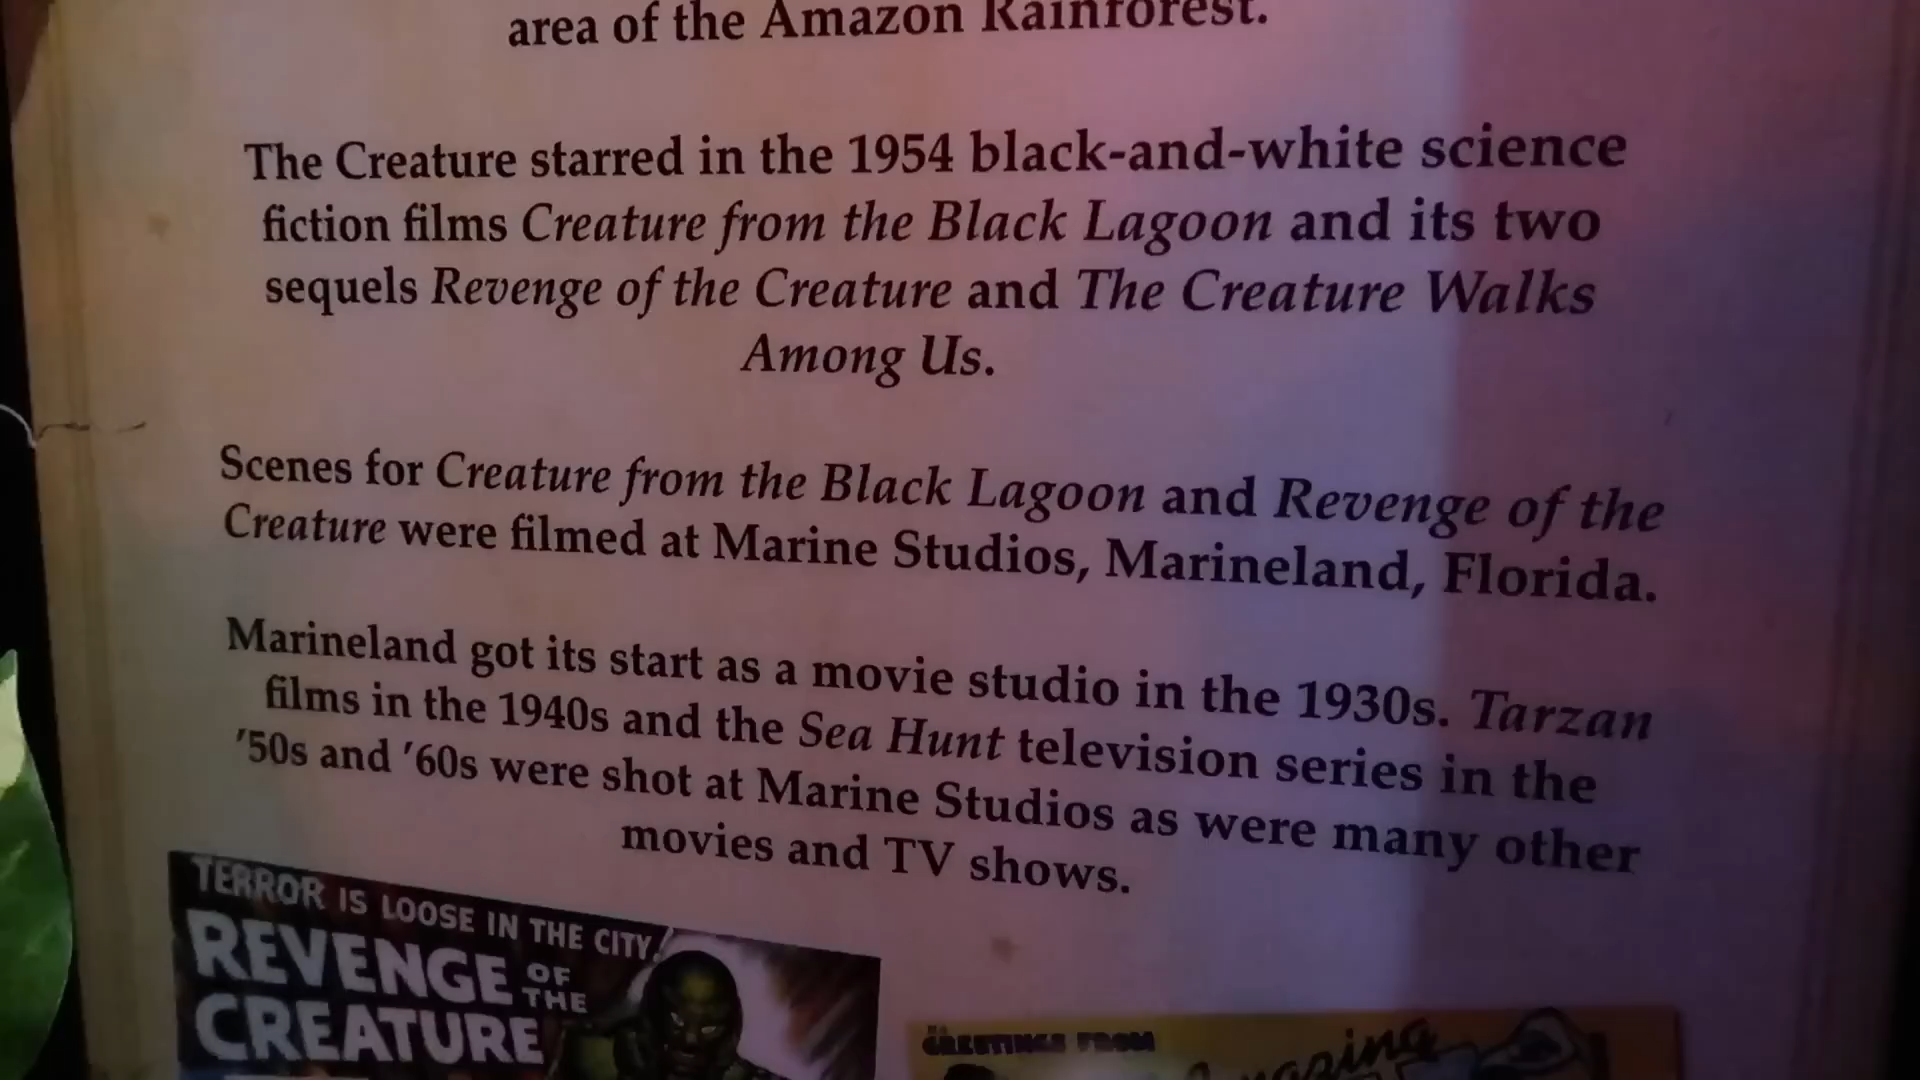 area of the Amazon Rainforest.
The Creature starred in the 1954 black-and-white science
fiction films Creature from the Black Lagoon and its two
sequels Revenge of the Creature and The Creature Walks
Among Us.
Scenes for Creature from the Black Lagoon and Revenge of the
Creature were filmed at Marine Studios, Marineland, Florida.
Marineland got its start as a movie studio in the 1930s. Tarzan
films in the 1940s and the Sea Hunt television series in the
'50s and '60s were shot at Marine Studios as were many other
movies and TV shows.
TERROR IS LOOSE IN THE CITY!
REVENGE OF THE
CREATURE
GREETINGS FROM
Amazing